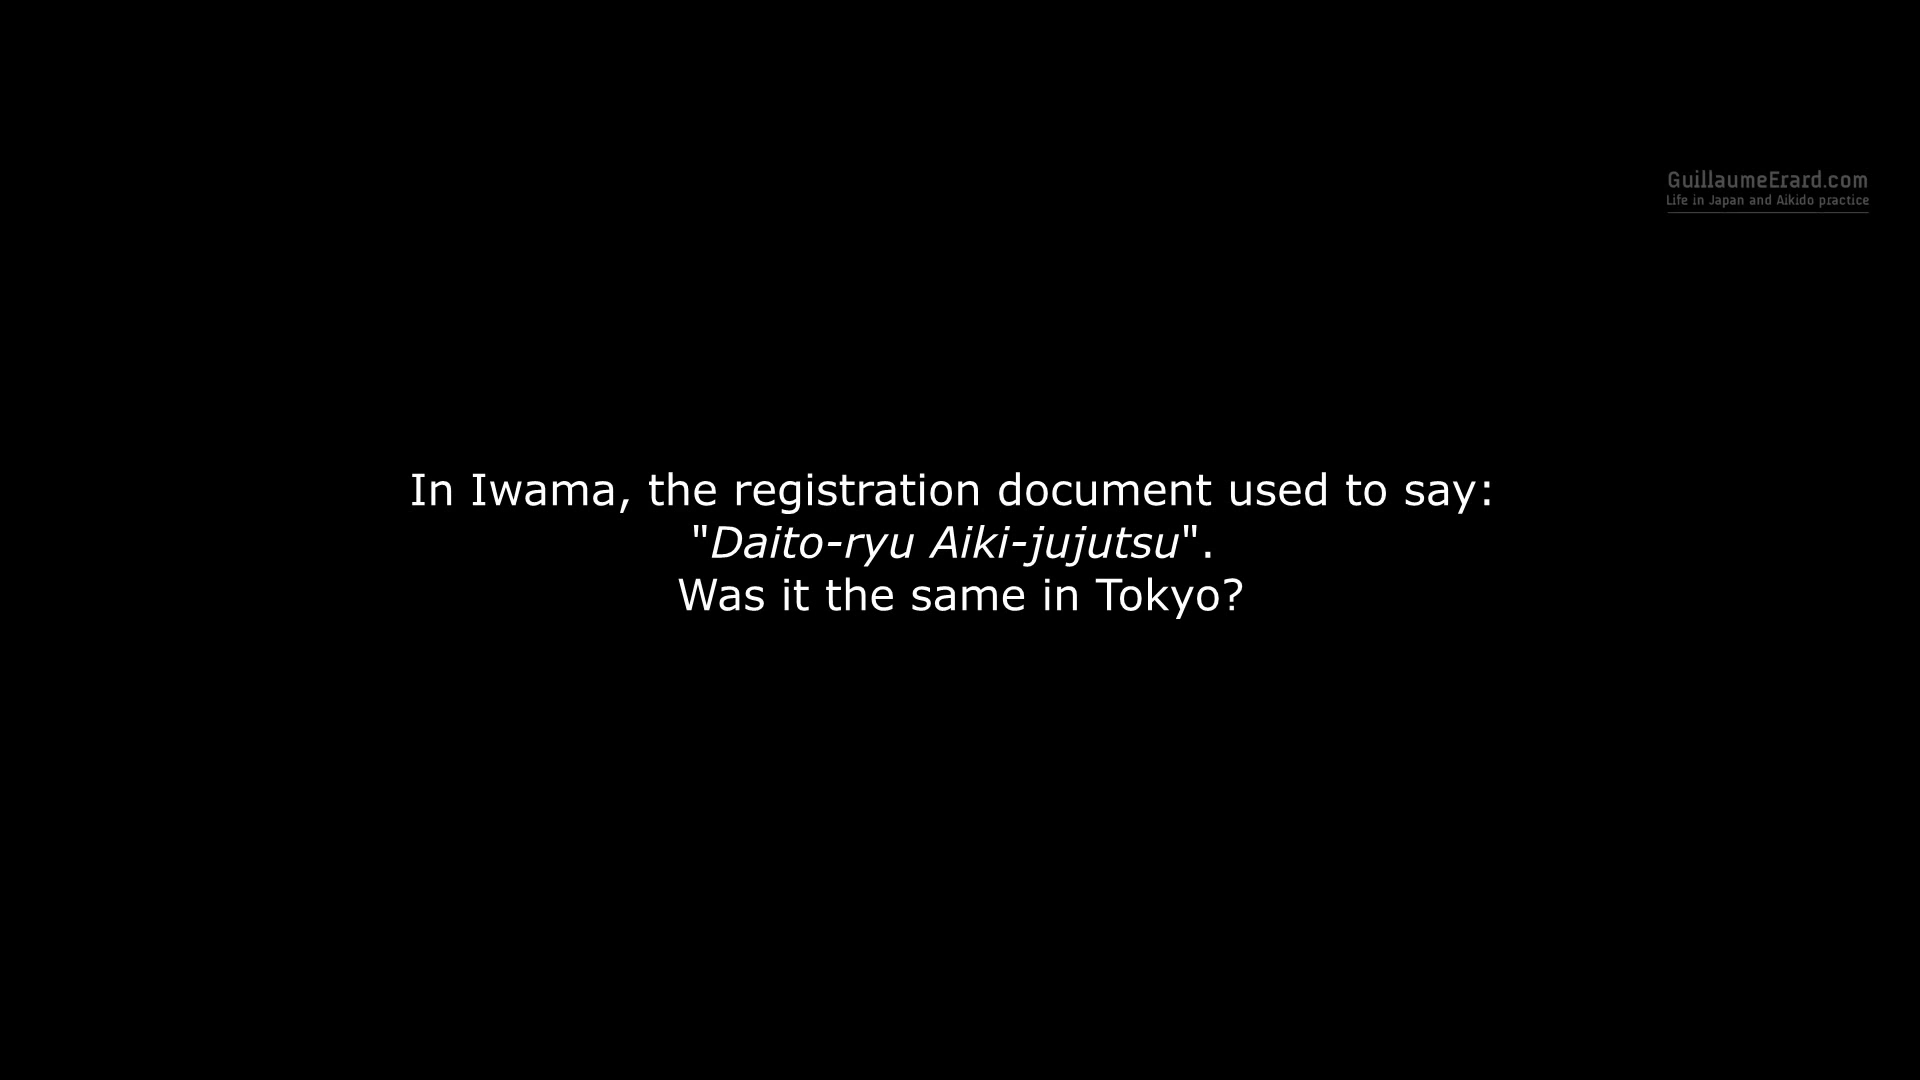 GuillaumeErard.com
Life in Japan and Aikido practice
In Iwama, the registration document used to say:
"Daito-ryu Aiki-jujutsu".
Was it the same in Tokyo?